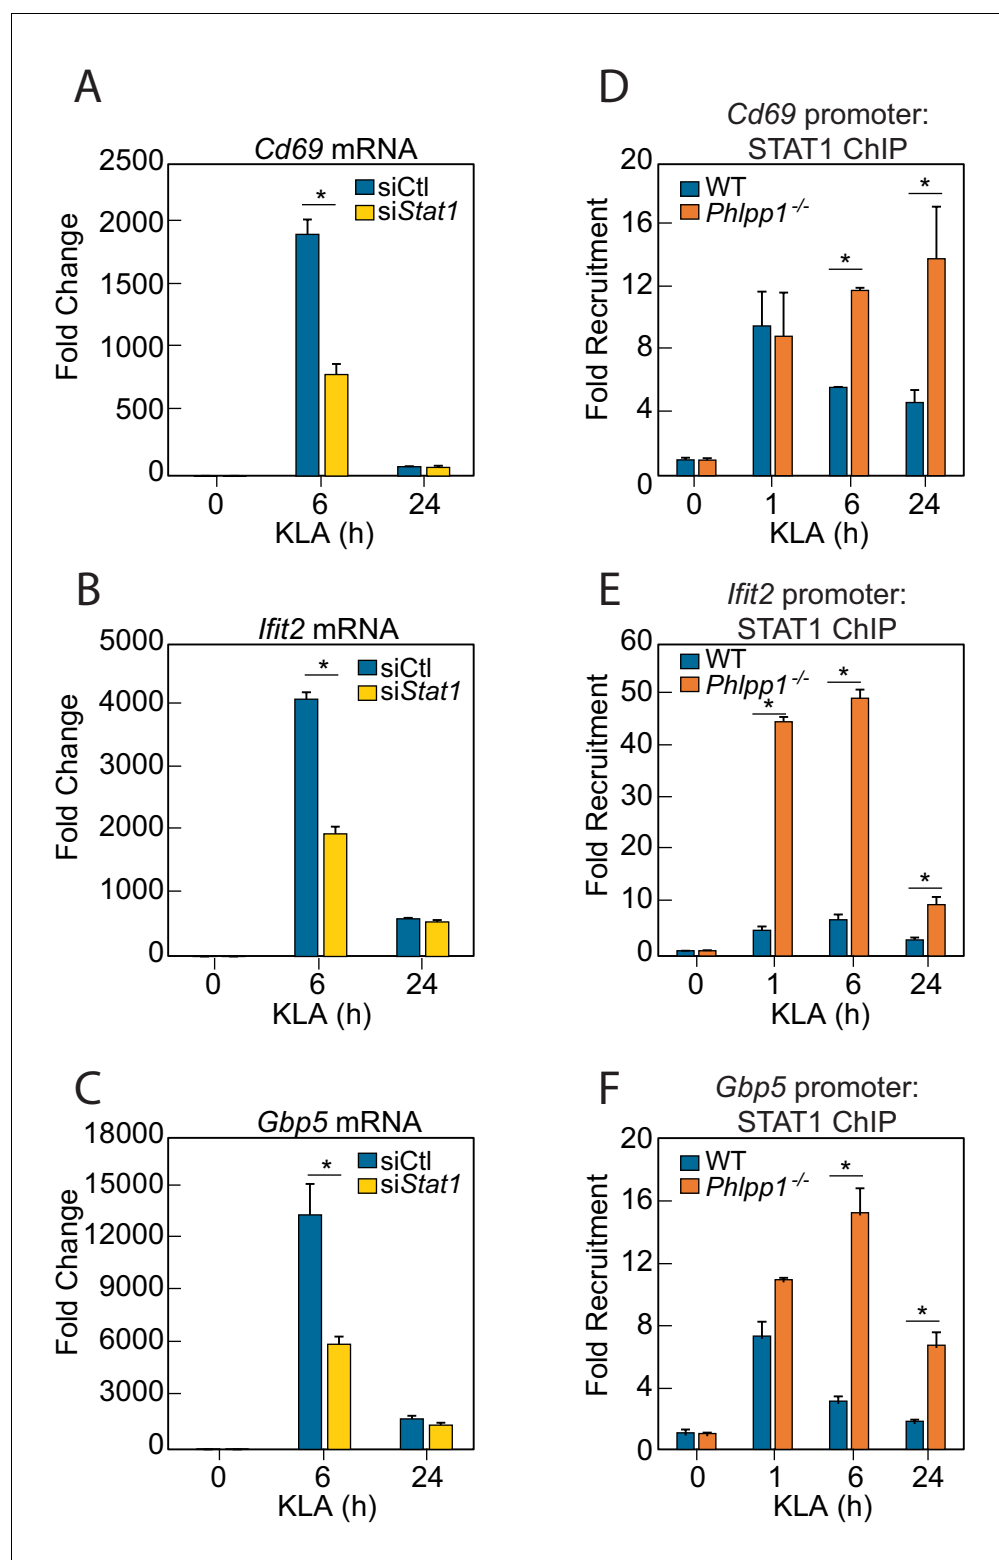 A
Cd69 mRNA
2500
2000
1500
1000
500
0
Fold Change
*
siCtl
siStat1
0 6 24
KLA (h)
B
Ifit2 mRNA
5000
4000
3000
2000
1000
0
Fold Change
*
siCtl
siStat1
0 6 24
KLA (h)
C
Gbp5 mRNA
18000
15000
12000
9000
6000
3000
0
Fold Change
*
siCtl
siStat1
0 6 24
KLA (h)
D
Cd69 promoter:
STAT1 ChIP
20
16
12
8
4
0
Fold Recruitment
WT
Phlpp1-/-
* *
0 1 6 24
KLA (h)
E
Ifit2 promoter:
STAT1 ChIP
60
50
40
30
20
10
0
Fold Recruitment
WT
Phlpp1-/-
* * *
0 1 6 24
KLA (h)
F
Gbp5 promoter:
STAT1 ChIP
20
16
12
8
4
0
Fold Recruitment
WT
Phlpp1-/-
* *
0 1 6 24
KLA (h)